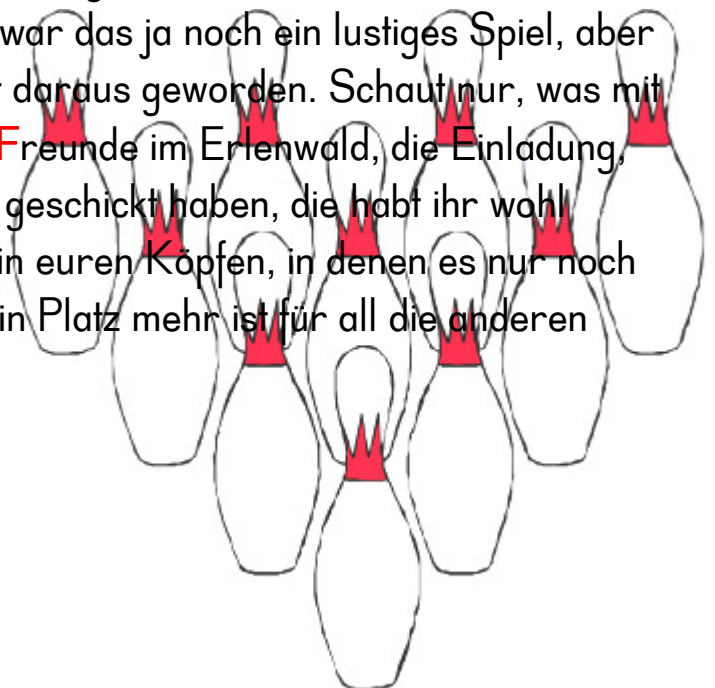 war das ja noch ein lustiges Spiel, aber
daraus geworden. Schaut nur, was mit
Freunde im Erlenwald, die Einladung,
geschickt haben, die habt ihr wohl
in euren Köpfen, in denen es nur noch
in Platz mehr ist für all die anderen